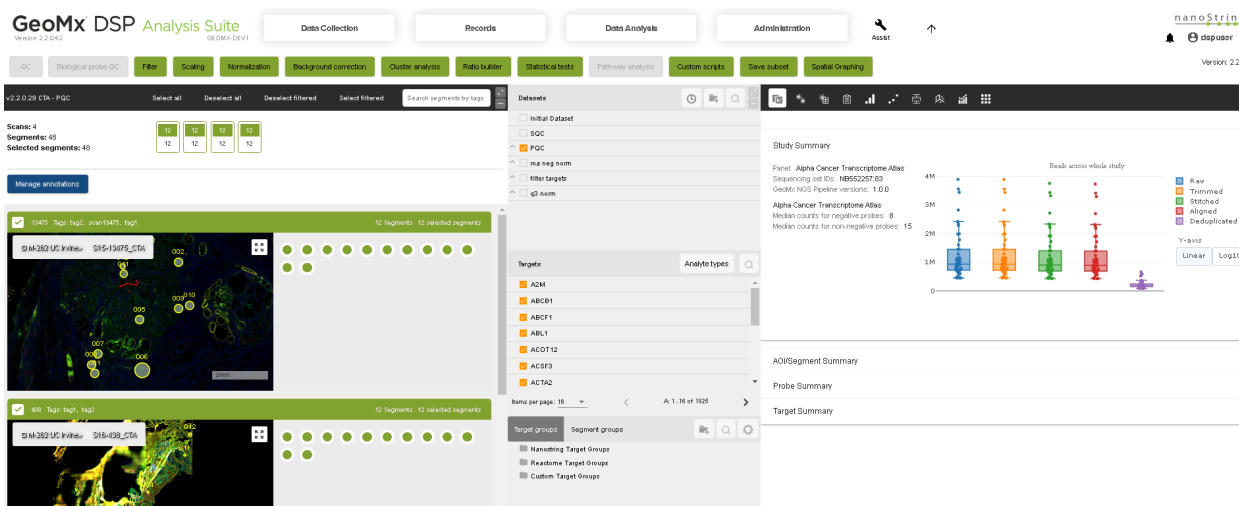 GeoMx DSP Analysis Suite
Version 2.2.0.42
GEOMX-DEV1
Data Collection
Records
Data Analysis
Administration
Assist
nanoStrin
dspuser
QC
Biological probe QC
Filter
Scaling
Normalization
Background correction
Cluster analysis
Ratio builder
Statistical tests
Pathway analysis
Custom scripts
Save subset
Spatial Graphing
Version: 2.2
v2.2.0.29 CTA - PQC
Select all
Deselect all
Deselect filtered
Select filtered
Search segments by tags
Scans: 4
Segments: 48
Selected segments: 48
12 12 12 12
12 12 12 12
Manage annotations
13475 Tags: tag2, scan13475, tag1
12 Segments 12 selected segments
S15-13475_CTA
002
011
009 010
005
007
008
006
2mm
438 Tags: tag1, tag2
12 Segments 12 selected segments
S16-438_CTA
012
11
Datasets
Initial Dataset
SQC
PQC
rna neg norm
filter targets
q3 norm
Targets
Analyte types
A2M
ABCB1
ABCF1
ABL1
ACOT12
ACSF3
ACTA2
Items per page: 16
A: 1..16 of 1825
Target groups
Segment groups
Nanostring Target Groups
Reactome Target Groups
Custom Target Groups
Study Summary
Panel: Alpha Cancer Transcriptome Atlas
Sequencing set IDs: NB552257:83
GeoMx NGS Pipeline versions: 1.0.0
Alpha Cancer Transcriptome Atlas
Median counts for negative probes: 8
Median counts for non-negative probes: 15
Reads across whole study
4M
3M
2M
1M
0
Raw
Trimmed
Stitched
Aligned
Deduplicated
Y-axis
Linear
Log10
AOI/Segment Summary
Probe Summary
Target Summary